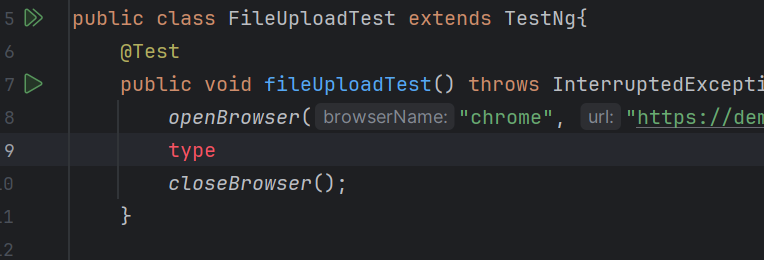 5 public class FileUploadTest extends TestNg{
6 @Test
7 public void fileUploadTest() throws InterruptedExcepti
8 openBrowser( browserName: "chrome", url: "https://dem
9 type
10 closeBrowser();
11 }
12